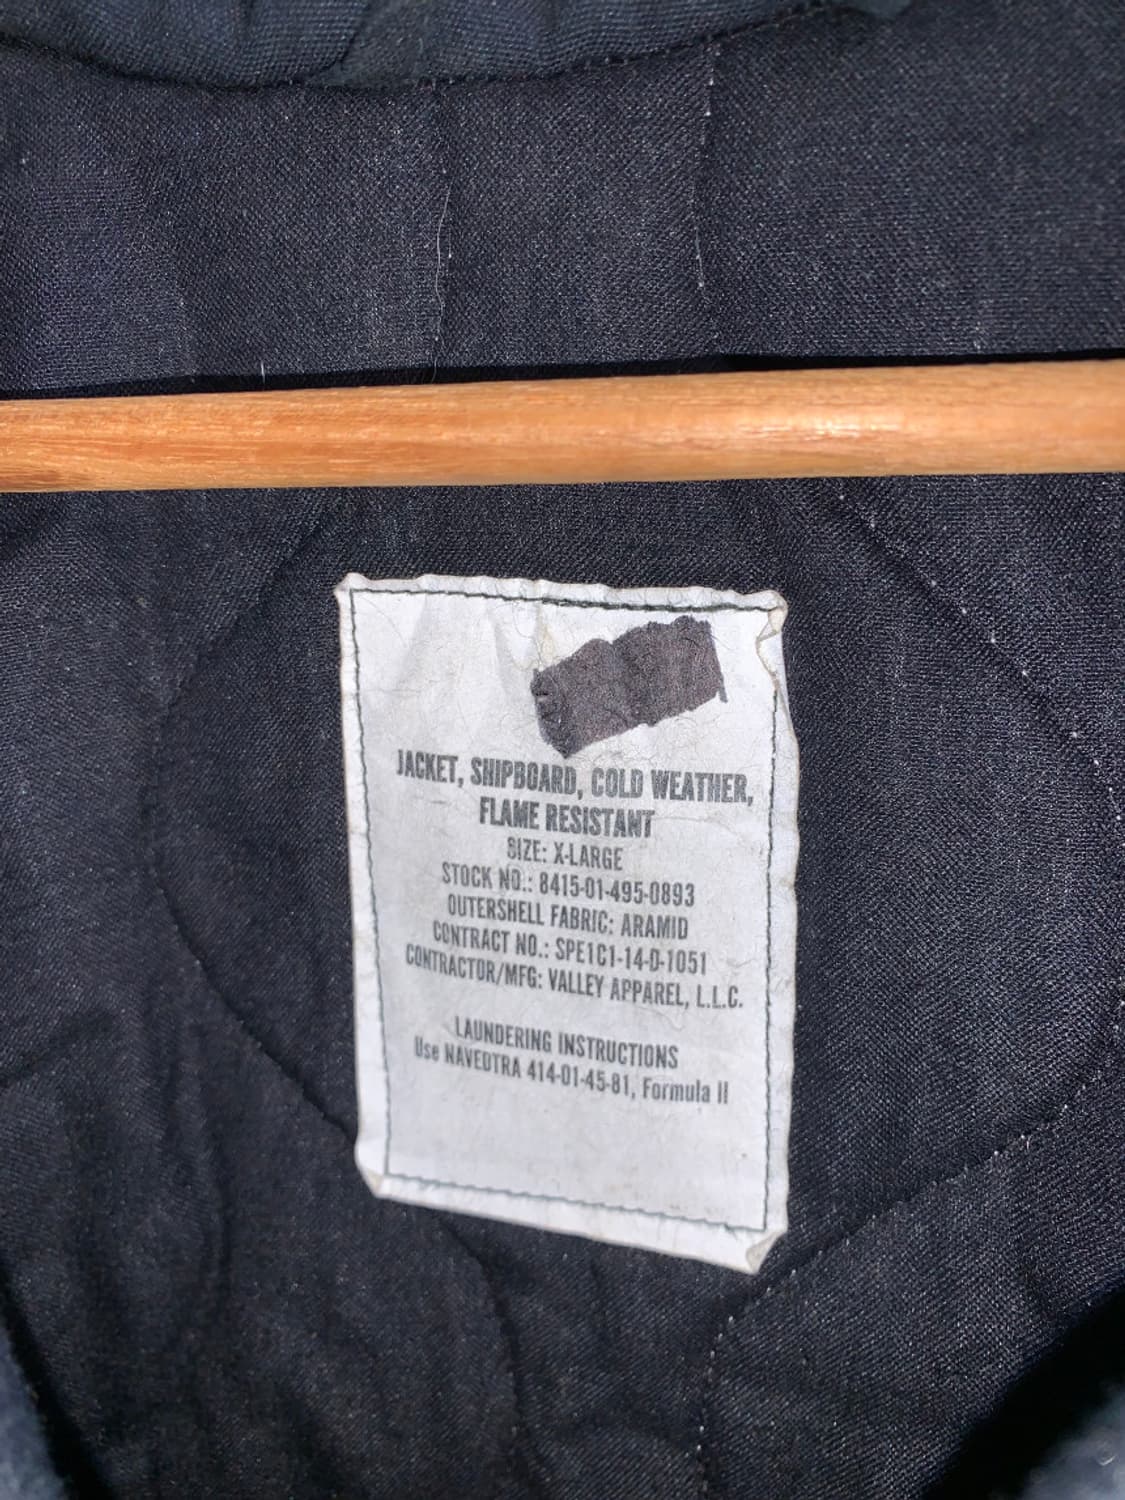 JACKET, SHIPBOARD, COLD WEATHER,
FLAME RESISTANT
SIZE: X-LARGE
STOCK NO.: 8415-01-495-0893
OUTERSHELL FABRIC: ARAMID
CONTRACT NO.: SPE1C1-14-D-1051
CONTRACTOR/MFG: VALLEY APPAREL, L.L.C.
LAUNDERING INSTRUCTIONS
Use NAVEDTRA 414-01-45-81, Formula II